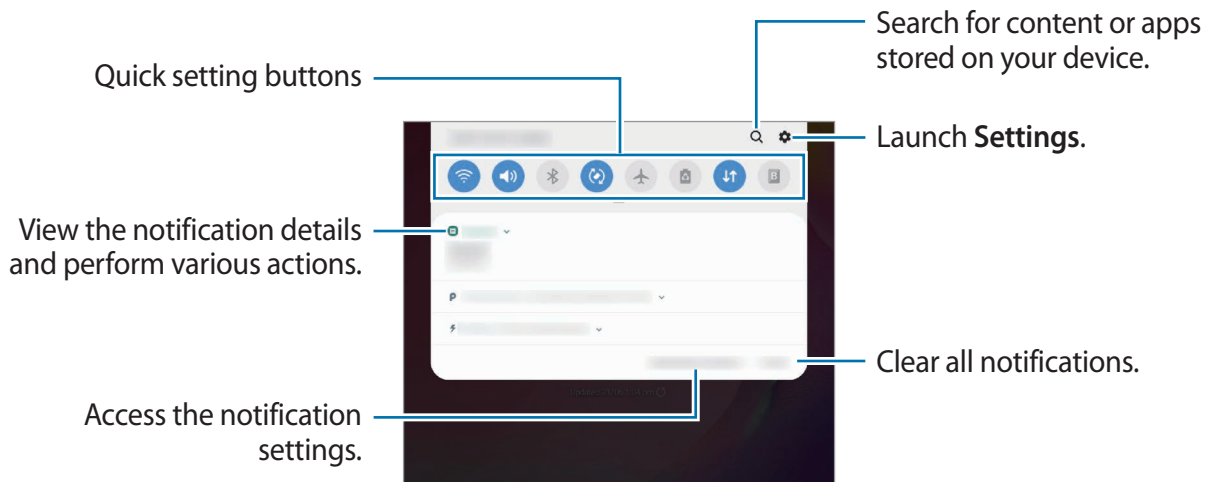 Search for content or apps
stored on your device.
Quick setting buttons
Launch Settings.
View the notification details
and perform various actions.
Clear all notifications.
Access the notification
settings.